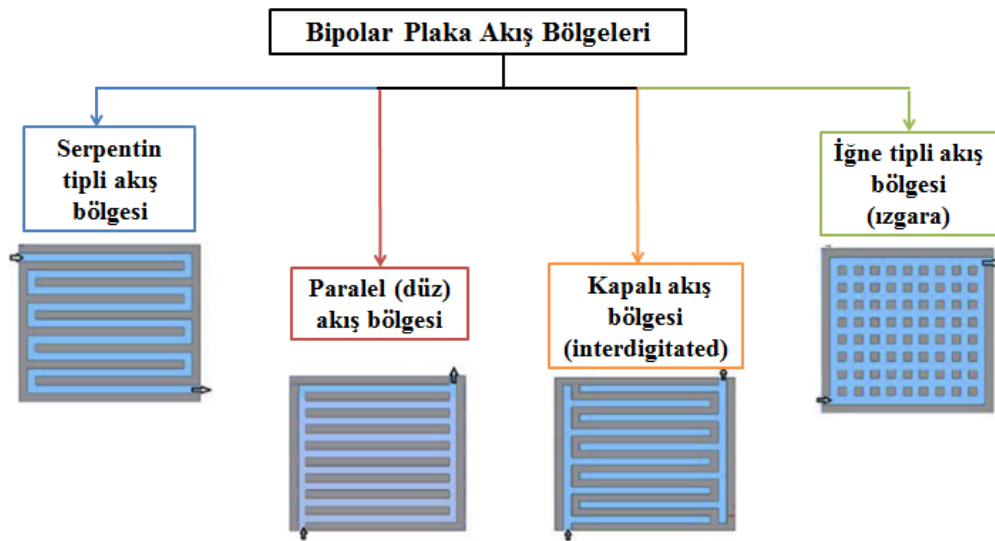 Bipolar Plaka Akış Bölgeleri
Serpentin
tipli akış
bölgesi
Paralel (düz)
akış bölgesi
Kapalı akış
bölgesi
(interdigitated)
İğne tipli akış
bölgesi
(ızgara)